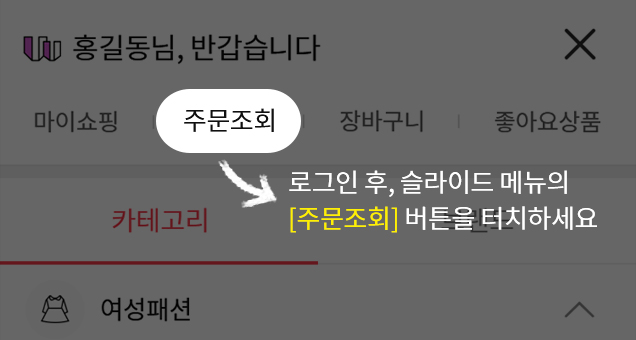 홍길동님, 반갑습니다
마이쇼핑 주문조회 장바구니 좋아요상품
로그인 후, 슬라이드 메뉴의
[주문조회] 버튼을 터치하세요
카테고리
여성패션